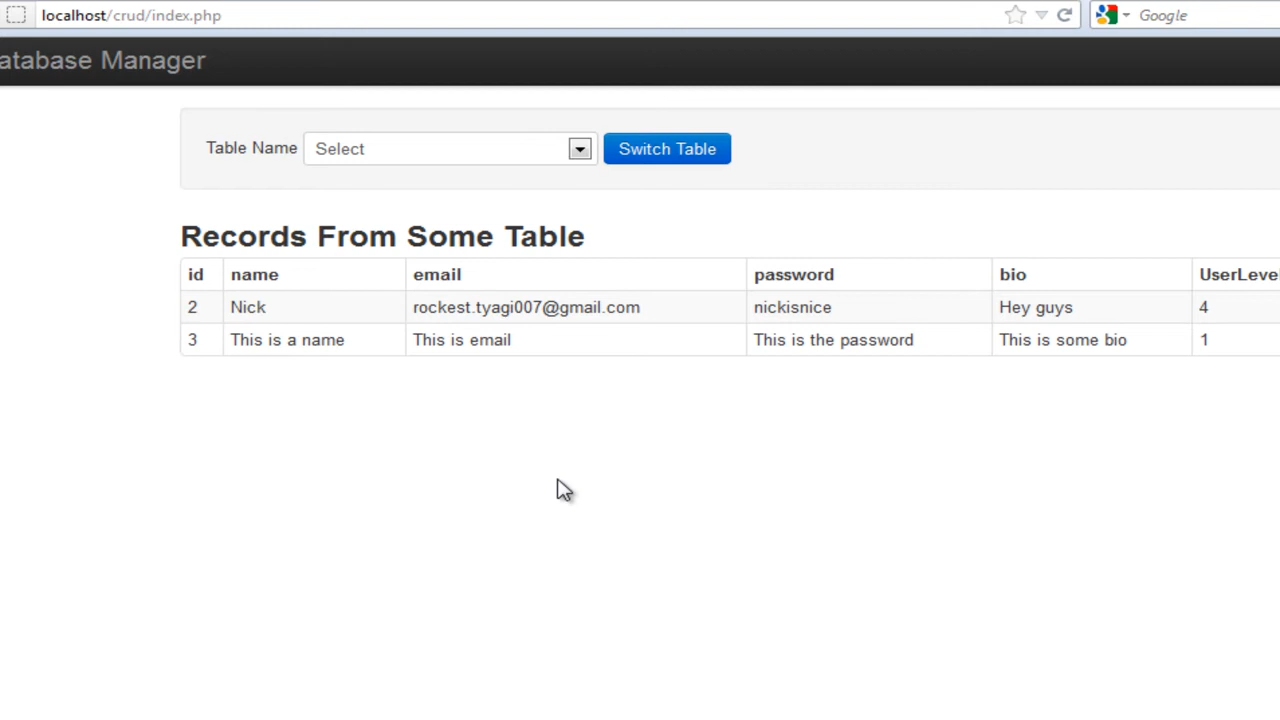 localhost/crud/index.php Google
atabase Manager
Table Name Select Switch Table
Records From Some Table
id name email password bio UserLevel
2 Nick rockest.tyagi007@gmail.com nickisnice Hey guys 4
3 This is a name This is email This is the password This is some bio 1